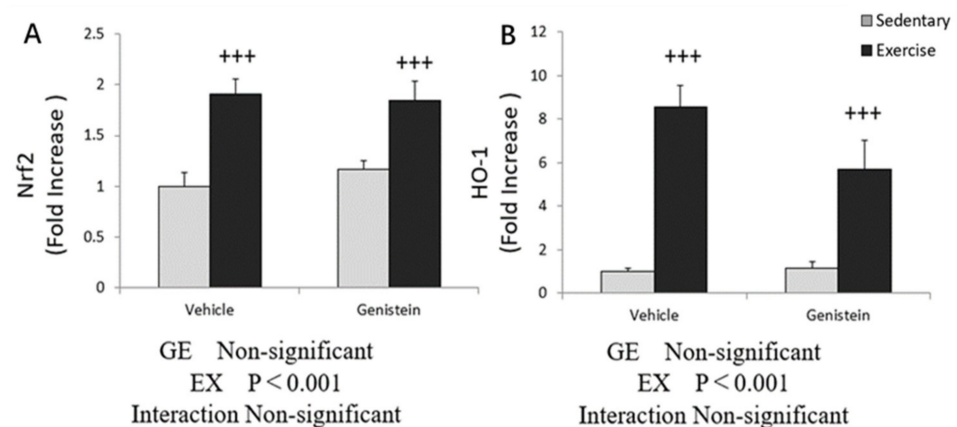 A
Nrf2
(Fold Increase )
2.5
2
1.5
1
0.5
0
+++
+++
Vehicle
Genistein
GE Non-significant
EX P < 0.001
Interaction Non-significant
B
HO-1
(Fold Increase )
12
10
8
6
4
2
0
+++
+++
Vehicle
Genistein
Sedentary
Exercise
GE Non-significant
EX P < 0.001
Interaction Non-significant